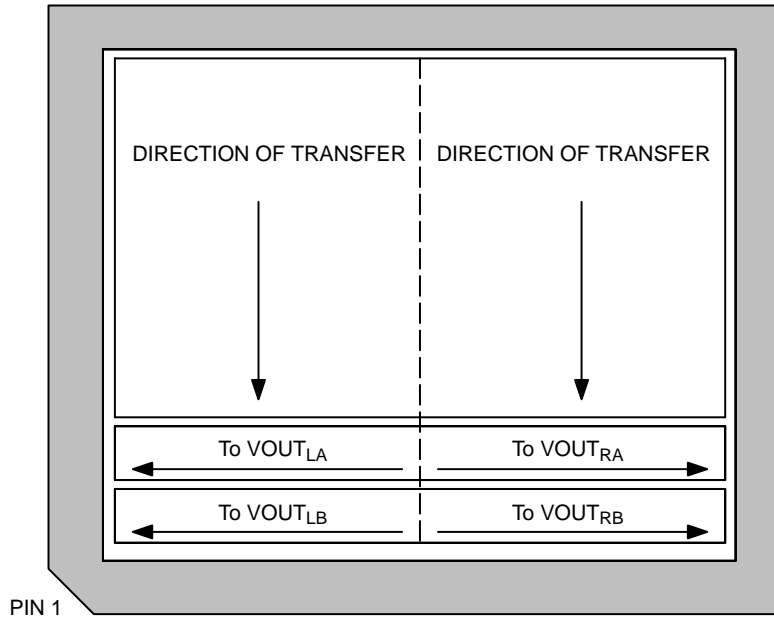 DIRECTION OF TRANSFER
DIRECTION OF TRANSFER
To VOUTLA
To VOUTRA
To VOUTLB
To VOUTRB
PIN 1